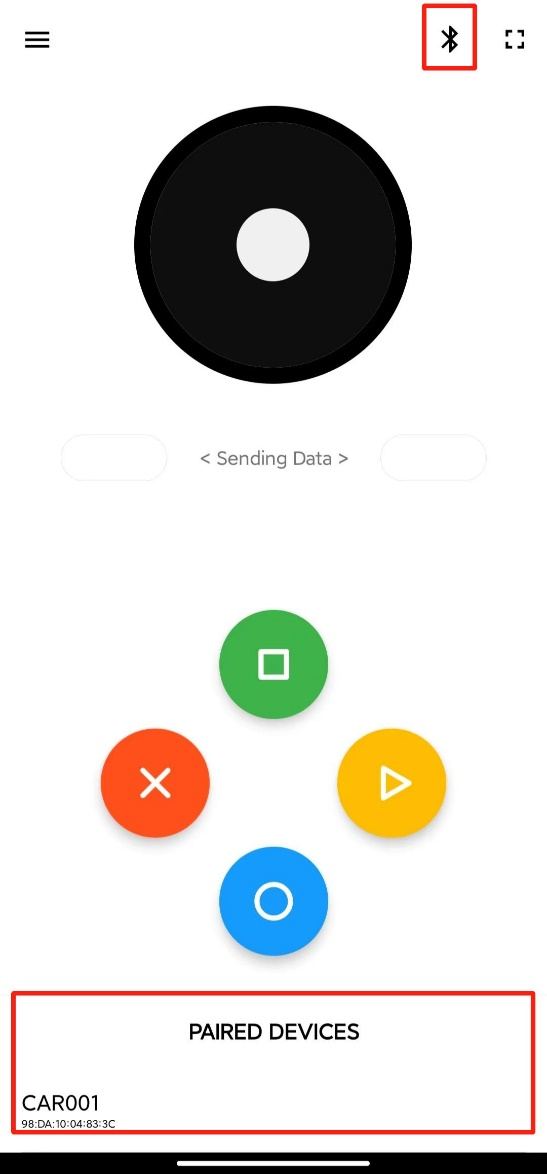 < Sending Data >
PAIRED DEVICES
CAR001
98:DA:10:04:83:3C